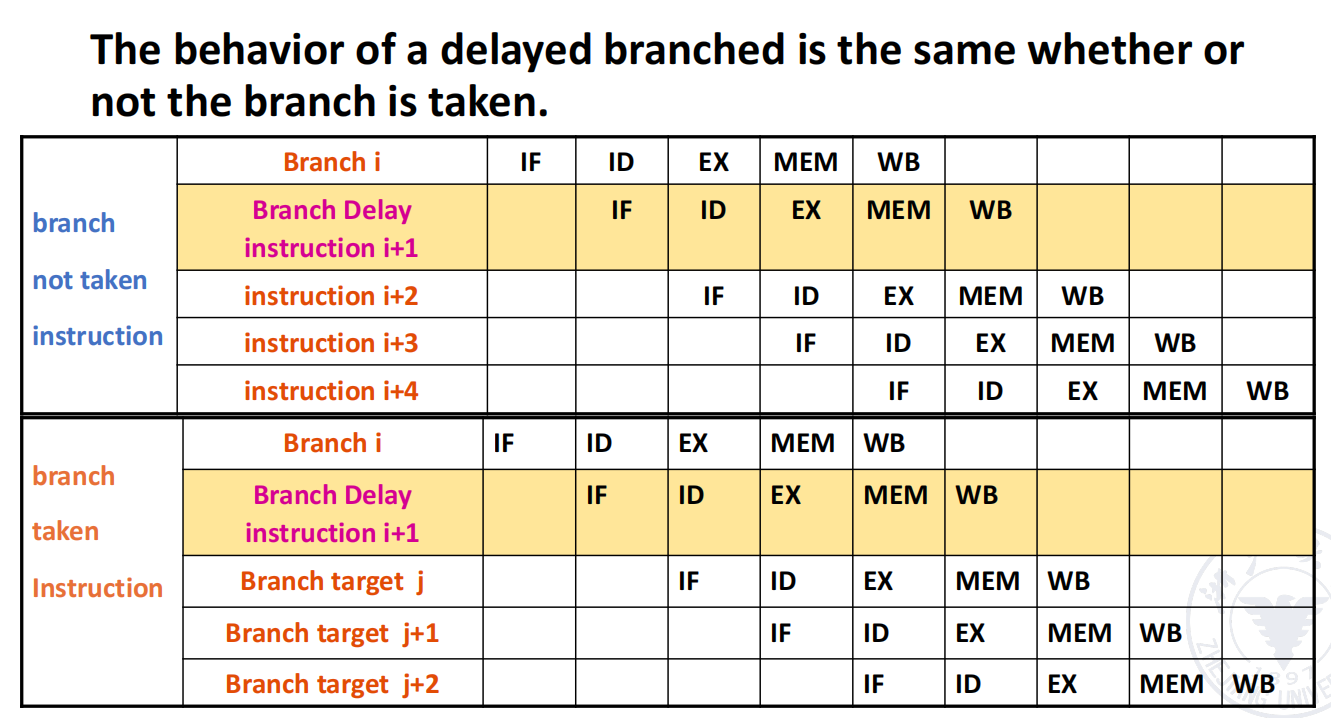 The behavior of a delayed branched is the same whether or
not the branch is taken.
branch
not taken
instruction
Branch i IF ID EX MEM WB
Branch Delay
instruction i+1 IF ID EX MEM WB
instruction i+2 IF ID EX MEM WB
instruction i+3 IF ID EX MEM WB
instruction i+4 IF ID EX MEM WB
branch
taken
Instruction
Branch i IF ID EX MEM WB
Branch Delay
instruction i+1 IF ID EX MEM WB
Branch target j IF ID EX MEM WB
Branch target j+1 IF ID EX MEM WB
Branch target j+2 IF ID EX MEM WB
1897